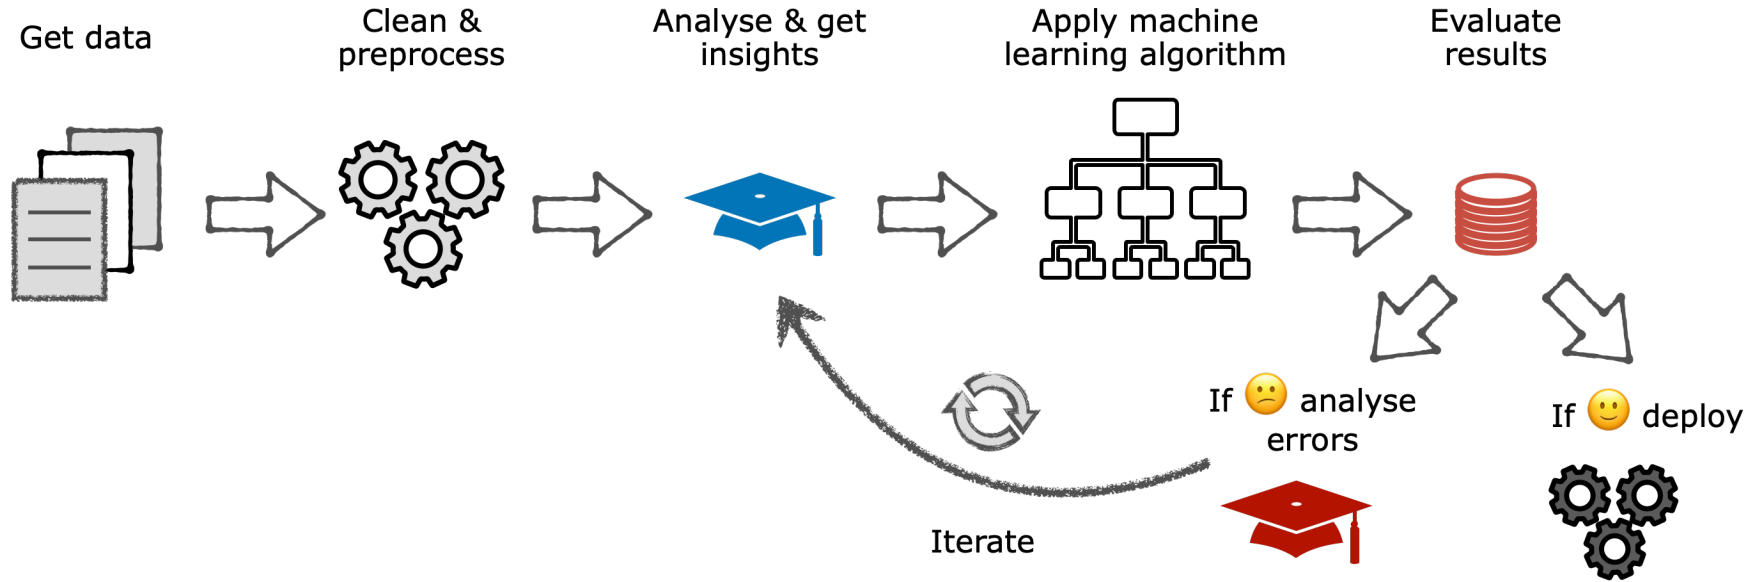 Get data
Clean &
preprocess
Analyse & get
insights
Apply machine
learning algorithm
Evaluate
results
If 😕 analyse
errors
If 🙂 deploy
Iterate